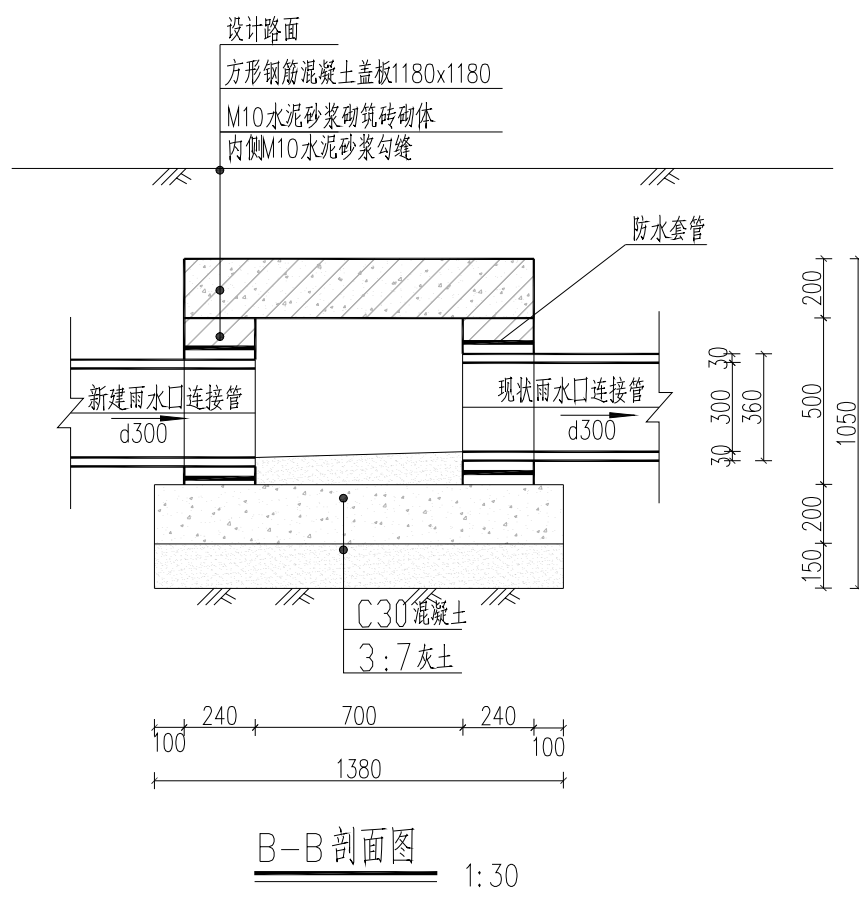 设计路面
方形钢筋混凝土盖板1180x1180
M10水泥砂浆砌筑砖砌体
内侧M10水泥砂浆勾缝
防水套管
200
30
新建雨水口连接管
现状雨水口连接管
300
360
500
1050
d300
d300
30
200
150
C30混凝土
3:7灰土
240
700
240
100
100
1380
B-B剖面图
1:30